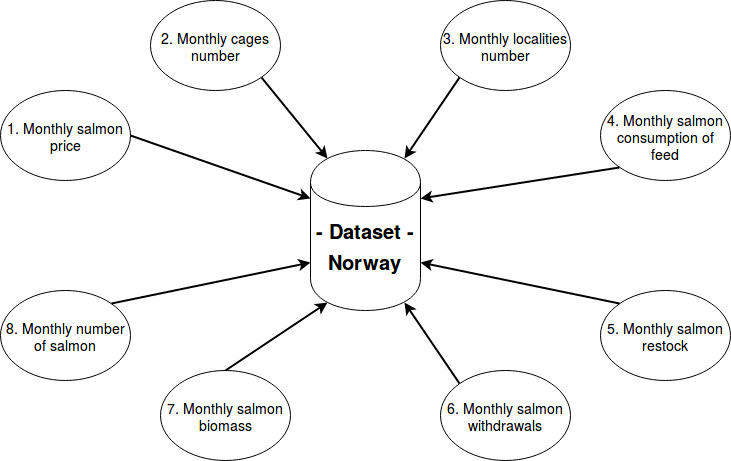 2. Monthly cages
number
3. Monthly localities
number
1. Monthly salmon
price
4. Monthly salmon
consumption of
feed
- Dataset -
Norway
8. Monthly number
of salmon
5. Monthly salmon
restock
7. Monthly salmon
biomass
6. Monthly salmon
withdrawals